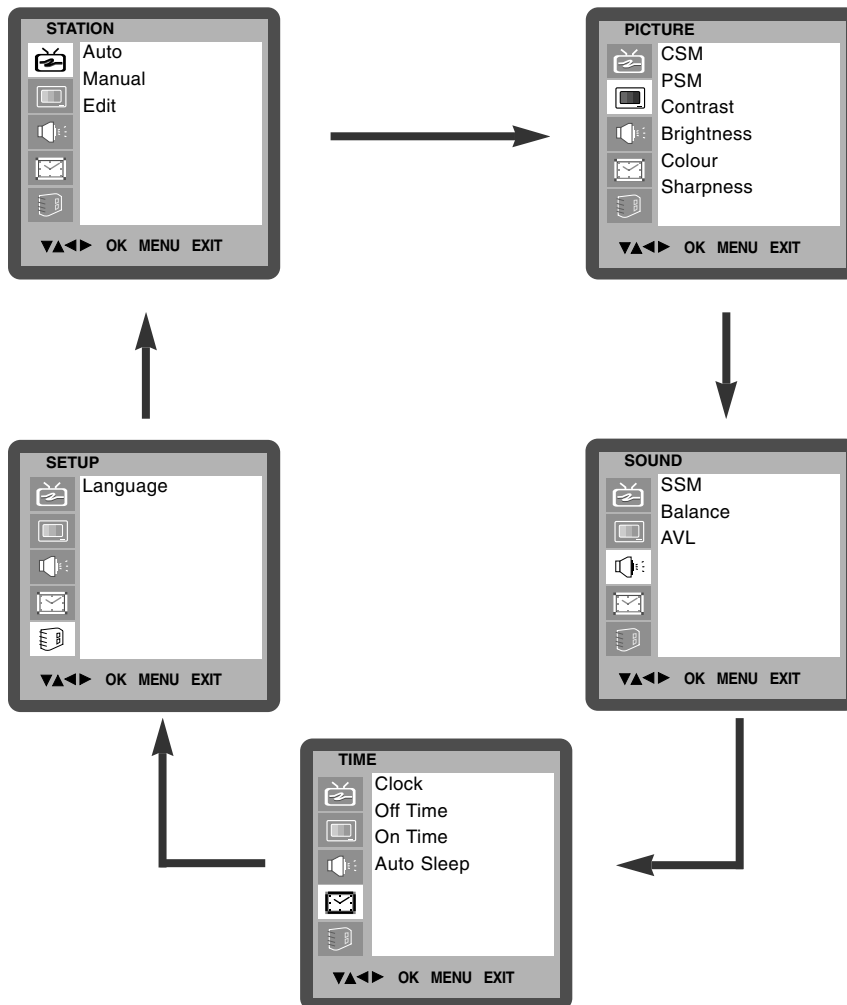 STATION
Auto
Manual
Edit
▼▲◄► OK MENU EXIT
PICTURE
CSM
PSM
Contrast
Brightness
Colour
Sharpness
▼▲◄► OK MENU EXIT
SETUP
Language
▼▲◄► OK MENU EXIT
SOUND
SSM
Balance
AVL
▼▲◄► OK MENU EXIT
TIME
Clock
Off Time
On Time
Auto Sleep
▼▲◄► OK MENU EXIT